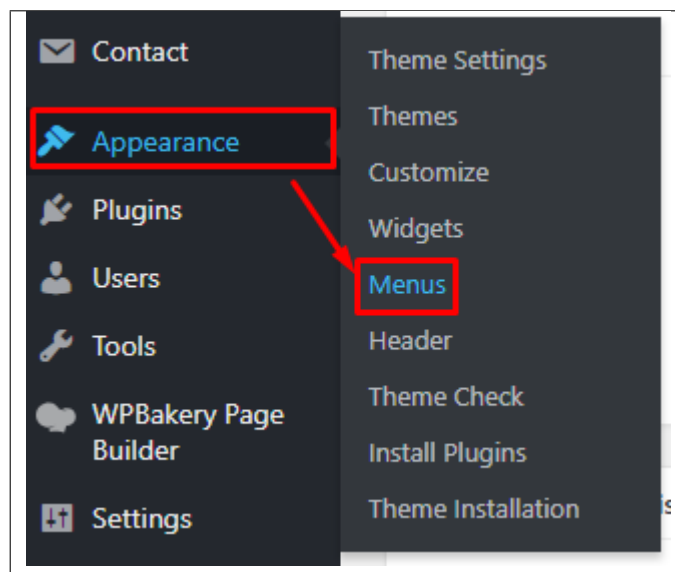 Contact
Appearance
Plugins
Users
Tools
WPBakery Page
Builder
Settings
Theme Settings
Themes
Customize
Widgets
Menus
Header
Theme Check
Install Plugins
Theme Installation
is